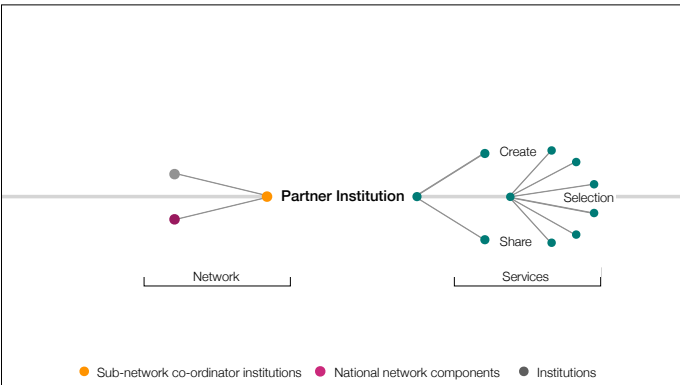 Create
Partner Institution
Selection
Share
Network
Services
Sub-network co-ordinator institutions
National network components
Institutions